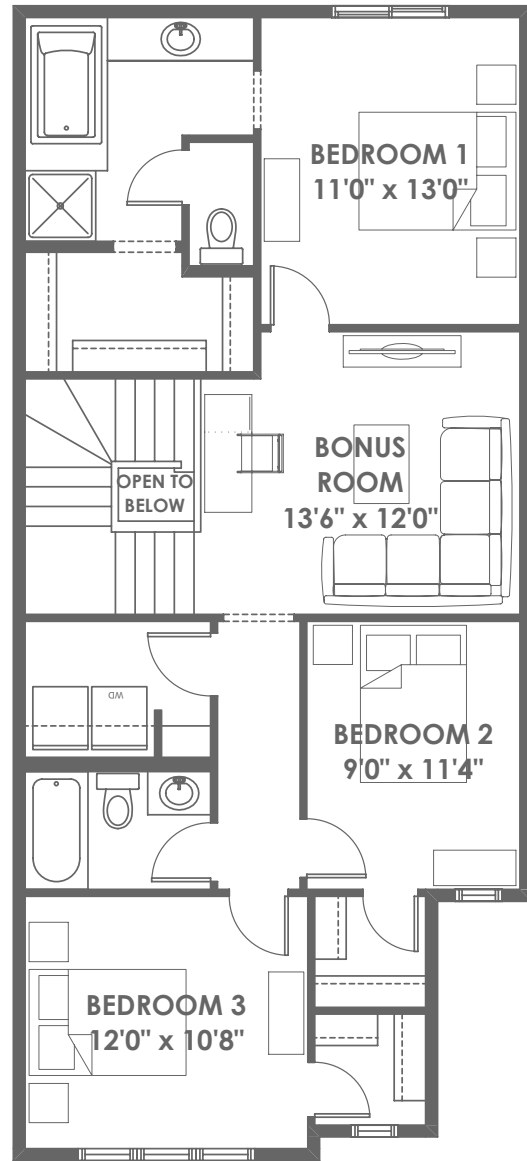 BEDROOM 1
11'0" x 13'0"
BONUS
ROOM
13'6" x 12'0"
OPEN TO
BELOW
WD
BEDROOM 2
9'0" x 11'4"
BEDROOM 3
12'0" x 10'8"